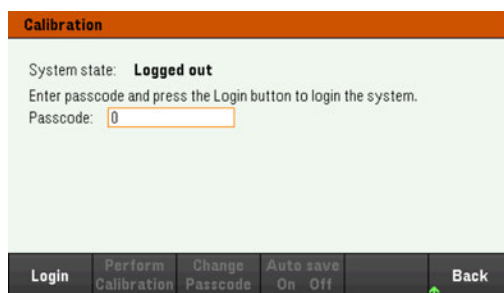 Calibration
System state: Logged out
Enter passcode and press the Login button to login the system.
Passcode: 0
Login
Perform
Calibration
Change
Passcode
Auto save
On Off
Back